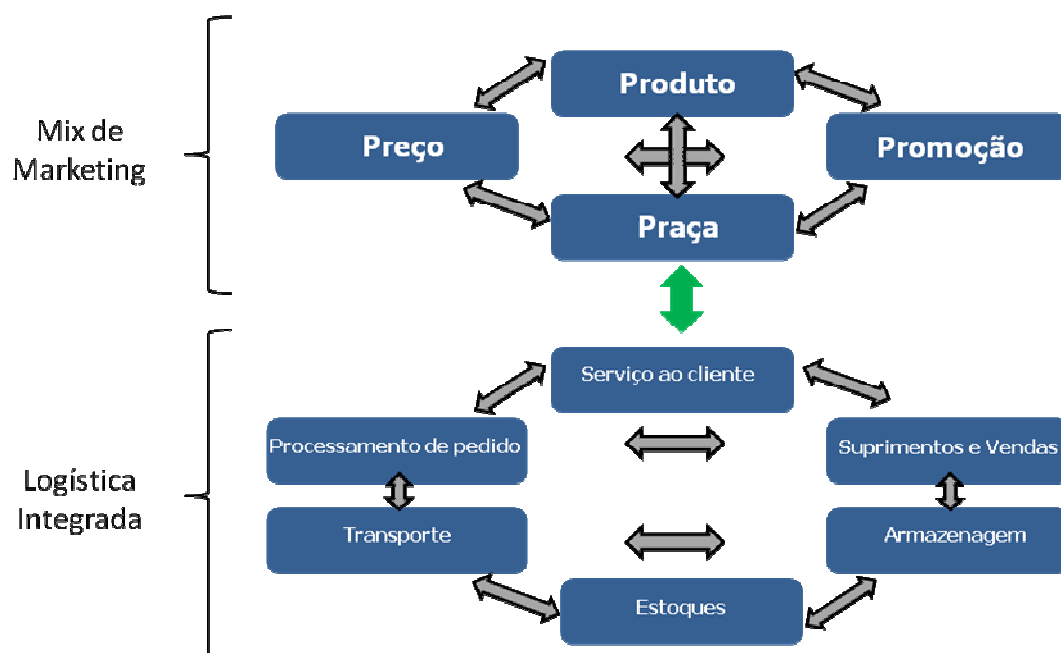 Mix de
Marketing
Produto
Preço
Promoção
Praça
Logística
Integrada
Serviço ao cliente
Processamento de pedido
Suprimentos e Vendas
Transporte
Armazenagem
Estoques